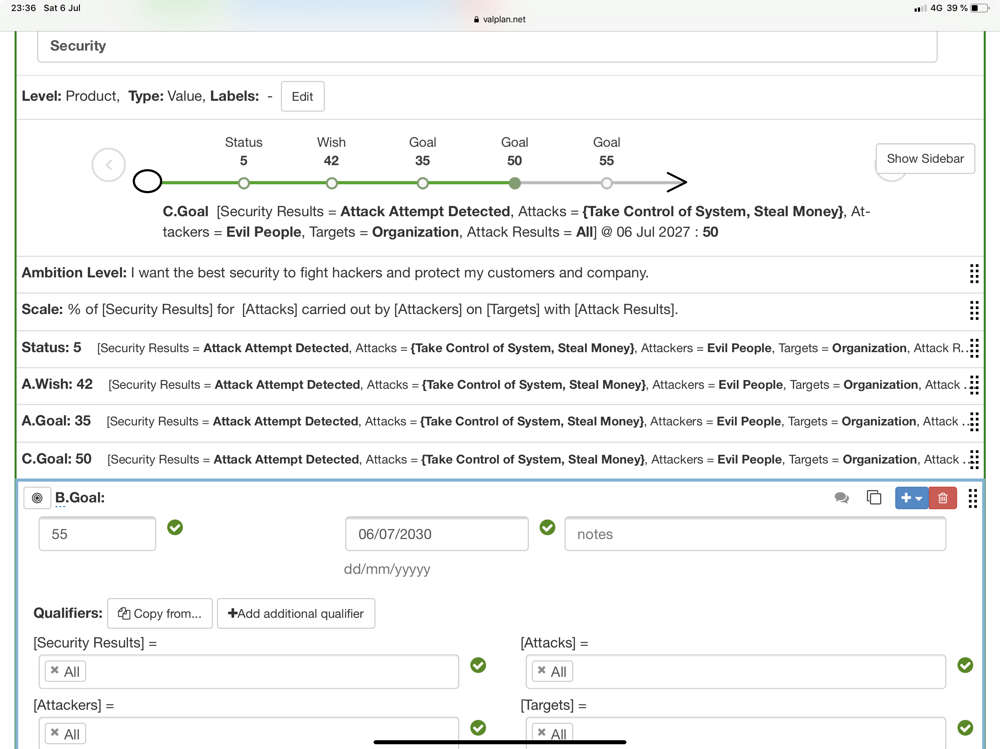 23:36 Sat 6 Jul
4G 39 %
valplan.net
Security
Level: Product, Type: Value, Labels: - Edit
Status Wish Goal Goal Goal
5 42 35 50 55
Show Sidebar
C.Goal [Security Results = Attack Attempt Detected, Attacks = {Take Control of System, Steal Money}, At-
tackers = Evil People, Targets = Organization, Attack Results = All] @ 06 Jul 2027 : 50
Ambition Level: I want the best security to fight hackers and protect my customers and company.
Scale: % of [Security Results] for [Attacks] carried out by [Attackers] on [Targets] with [Attack Results].
Status: 5 [Security Results = Attack Attempt Detected, Attacks = {Take Control of System, Steal Money}, Attackers = Evil People, Targets = Organization, Attack R...
A.Wish: 42 [Security Results = Attack Attempt Detected, Attacks = {Take Control of System, Steal Money}, Attackers = Evil People, Targets = Organization, Attack ...
A.Goal: 35 [Security Results = Attack Attempt Detected, Attacks = {Take Control of System, Steal Money}, Attackers = Evil People, Targets = Organization, Attack ...
C.Goal: 50 [Security Results = Attack Attempt Detected, Attacks = {Take Control of System, Steal Money}, Attackers = Evil People, Targets = Organization, Attack ...
B.Goal:
55 06/07/2030 notes
dd/mm/yyyyy
Qualifiers: Copy from... +Add additional qualifier
[Security Results] = [Attacks] =
× All × All
[Attackers] = [Targets] =
× All × All